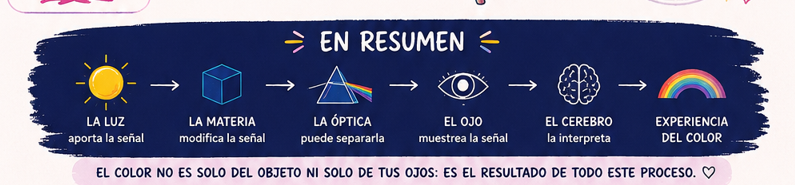 EN RESUMEN
LA LUZ
aporta la señal
LA MATERIA
modifica la señal
LA ÓPTICA
puede separarla
EL OJO
muestrea la señal
EL CEREBRO
la interpreta
EXPERIENCIA
DEL COLOR
EL COLOR NO ES SOLO DEL OBJETO NI SOLO DE TUS OJOS: ES EL RESULTADO DE TODO ESTE PROCESO.